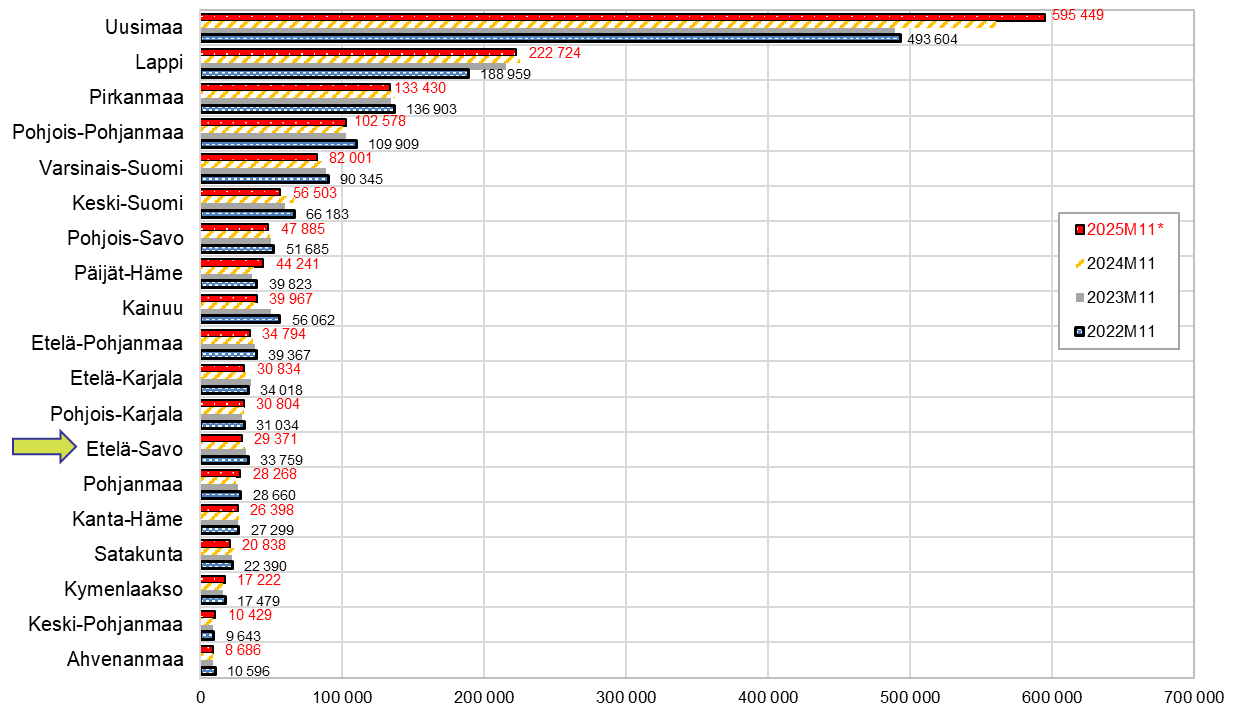 Uusimaa 595 449
493 604
Lappi 222 724
188 959
Pirkanmaa 133 430
136 903
Pohjois-Pohjanmaa 102 578
109 909
Varsinais-Suomi 82 001
90 345
Keski-Suomi 56 503
66 183
Pohjois-Savo 47 885
51 685
Päijät-Häme 44 241
39 823
Kainuu 39 967
56 062
Etelä-Pohjanmaa 34 794
39 367
Etelä-Karjala 30 834
34 018
Pohjois-Karjala 30 804
31 034
Etelä-Savo 29 371
33 759
Pohjanmaa 28 268
28 660
Kanta-Häme 26 398
27 299
Satakunta 20 838
22 390
Kymenlaakso 17 222
17 479
Keski-Pohjanmaa 10 429
9 643
Ahvenanmaa 8 686
10 596
2025M11*
2024M11
2023M11
2022M11
0 100 000 200 000 300 000 400 000 500 000 600 000 700 000